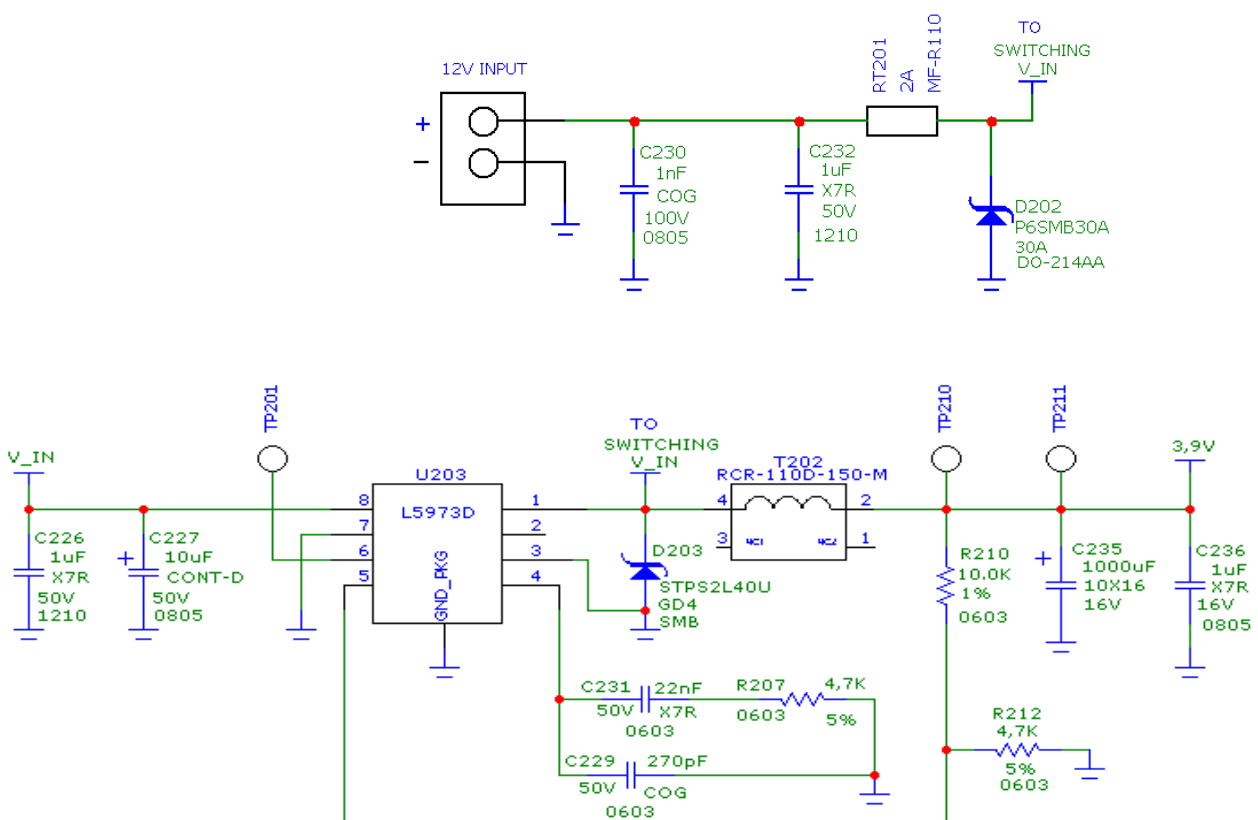 12V INPUT
+
−
C230
1nF
COG
100V
0805
C232
1uF
X7R
50V
1210
RT201
2A
MF-R110
TO
SWITCHING
V_IN
D202
P6SMB30A
30A
DO-214AA
V_IN
C226
1uF
X7R
50V
1210
+
C227
10uF
CONT-D
50V
0805
TP201
U203
L5973D
GND_PKG
8
7
6
5
1
2
3
4
TO
SWITCHING
V_IN
D203
STPS2L40U
GD4
SMB
T202
RCR-110D-150-M
4
3
2
1
NC1
NC2
TP210
TP211
3,9V
R210
10.0K
1%
0603
+
C235
1000uF
10X16
16V
C236
1uF
X7R
16V
0805
C231
22nF
50V
X7R
0603
R207
4,7K
0603
5%
C229
270pF
50V
COG
0603
R212
4,7K
5%
0603